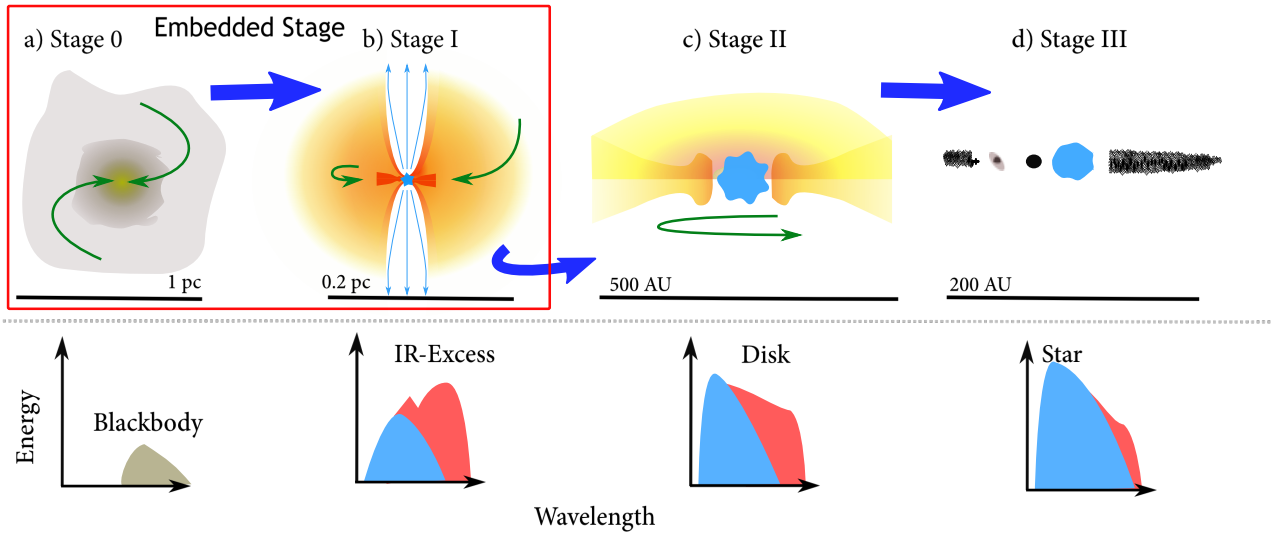 Embedded Stage
a) Stage 0
b) Stage I
c) Stage II
d) Stage III
1 pc
0.2 pc
500 AU
200 AU
Energy
Blackbody
IR-Excess
Disk
Star
Wavelength